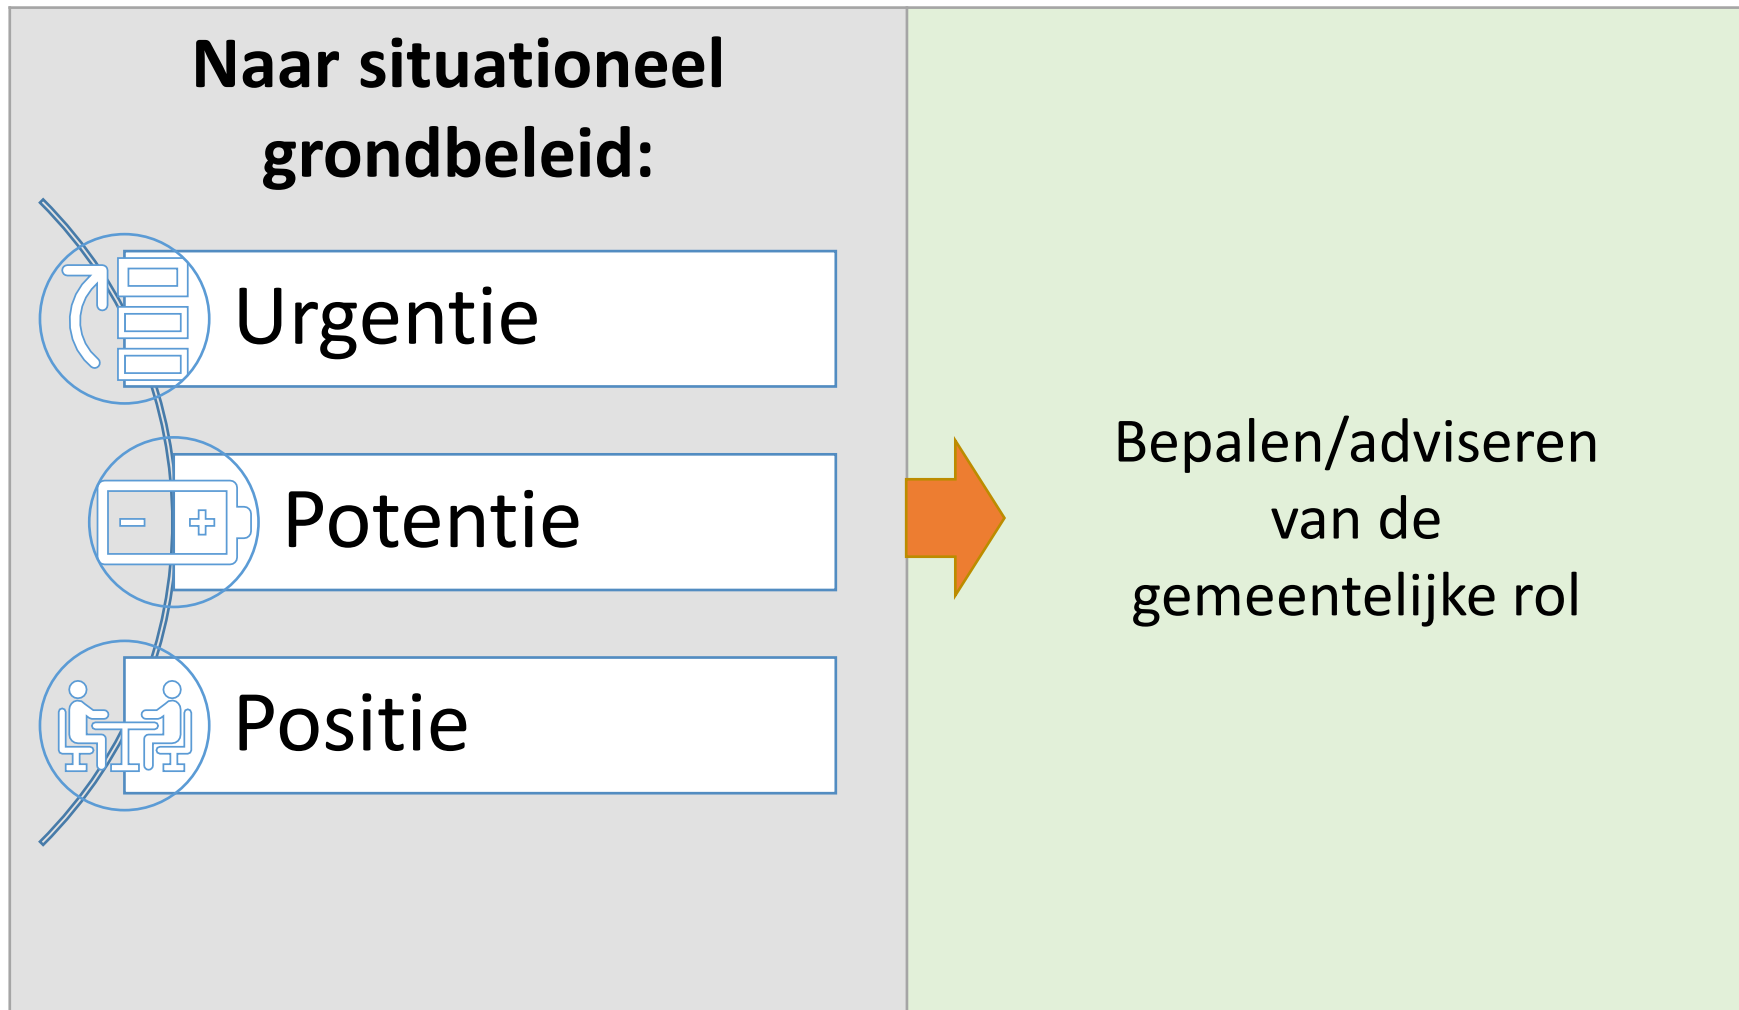 Naar situationeel
grondbeleid:
Urgentie
Potentie
Positie
Bepalen/adviseren
van de
gemeentelijke rol